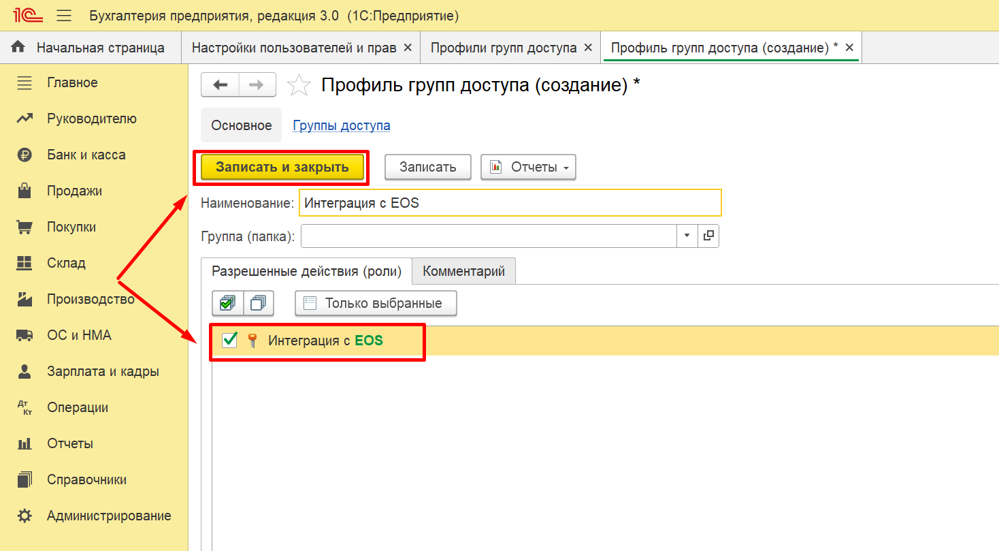 1С Бухгалтерия предприятия, редакция 3.0 (1С:Предприятие)
Начальная страница Настройки пользователей и прав × Профили групп доступа × Профиль групп доступа (создание) * ×
Главное
Руководителю
Банк и касса
Продажи
Покупки
Склад
Производство
ОС и НМА
Зарплата и кадры
Дт Кт Операции
Отчеты
Справочники
Администрирование
Профиль групп доступа (создание) *
Основное Группы доступа
Записать и закрыть Записать Отчеты
Наименование: Интеграция с EOS
Группа (папка):
Разрешенные действия (роли) Комментарий
Только выбранные
Интеграция с EOS